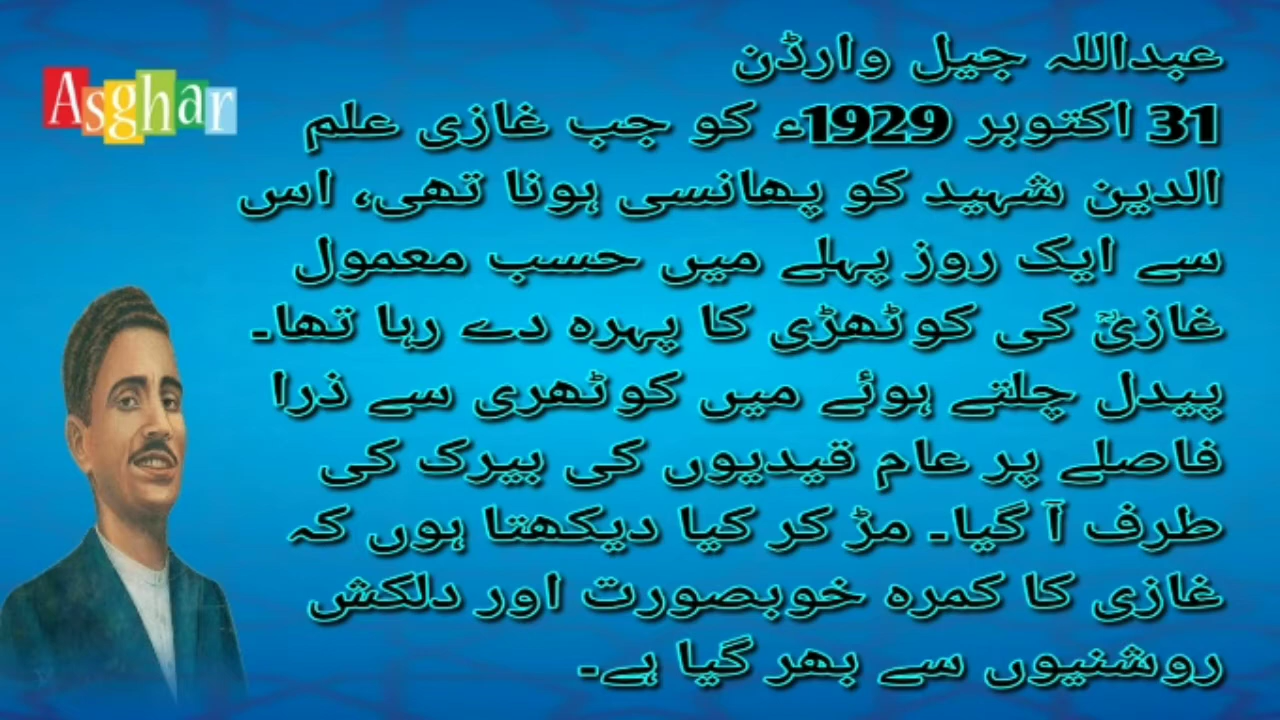 Asghar
عبداللہ جیل وارڈن
31 اکتوبر 1929ء کو جب غازی علم
الدین شہید کو پھانسی ہونا تھی، اس
سے ایک روز پہلے میں حسب معمول
غازیؒ کی کوٹھڑی کا پہرہ دے رہا تھا۔
پیدل چلتے ہوئے میں کوٹھری سے ذرا
فاصلے پر عام قیدیوں کی بیرک کی
طرف آ گیا۔ مڑ کر کیا دیکھتا ہوں کہ
غازی کا کمرہ خوبصورت اور دلکش
روشنیوں سے بھر گیا ہے۔